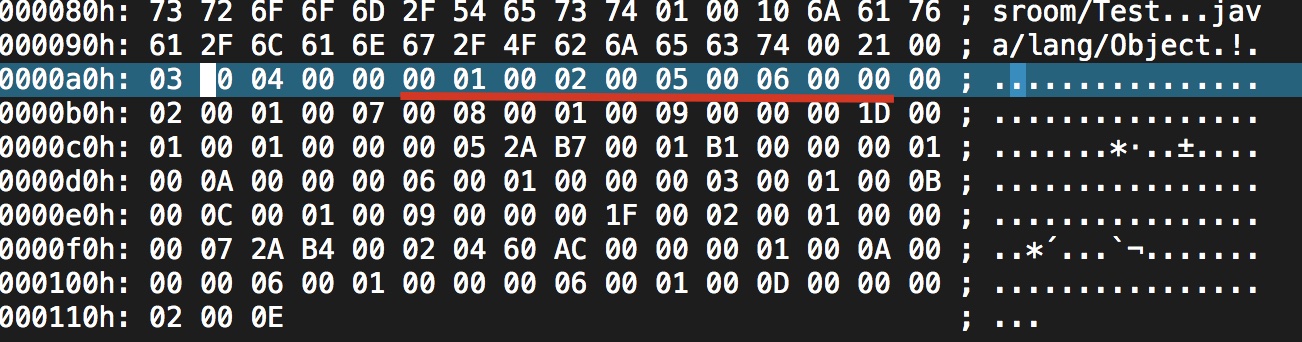 000080h: 73 72 6F 6F 6D 2F 54 65 73 74 01 00 10 6A 61 76 ; sroom/Test...jav
000090h: 61 2F 6C 61 6E 67 2F 4F 62 6A 65 63 74 00 21 00 ; a/lang/Object.!.
0000a0h: 03 0 04 00 00 00 01 00 02 00 05 00 06 00 00 00 ; ................
0000b0h: 02 00 01 00 07 00 08 00 01 00 09 00 00 00 1D 00 ; ................
0000c0h: 01 00 01 00 00 00 05 2A B7 00 01 B1 00 00 00 01 ; .......*·..±....
0000d0h: 00 0A 00 00 00 06 00 01 00 00 00 03 00 01 00 0B ; ................
0000e0h: 00 0C 00 01 00 09 00 00 00 1F 00 02 00 01 00 00 ; ................
0000f0h: 00 07 2A B4 00 02 04 60 AC 00 00 00 01 00 0A 00 ; ..*´...`¬.......
000100h: 00 00 06 00 01 00 00 00 06 00 01 00 0D 00 00 00 ; ................
000110h: 02 00 0E ; ...